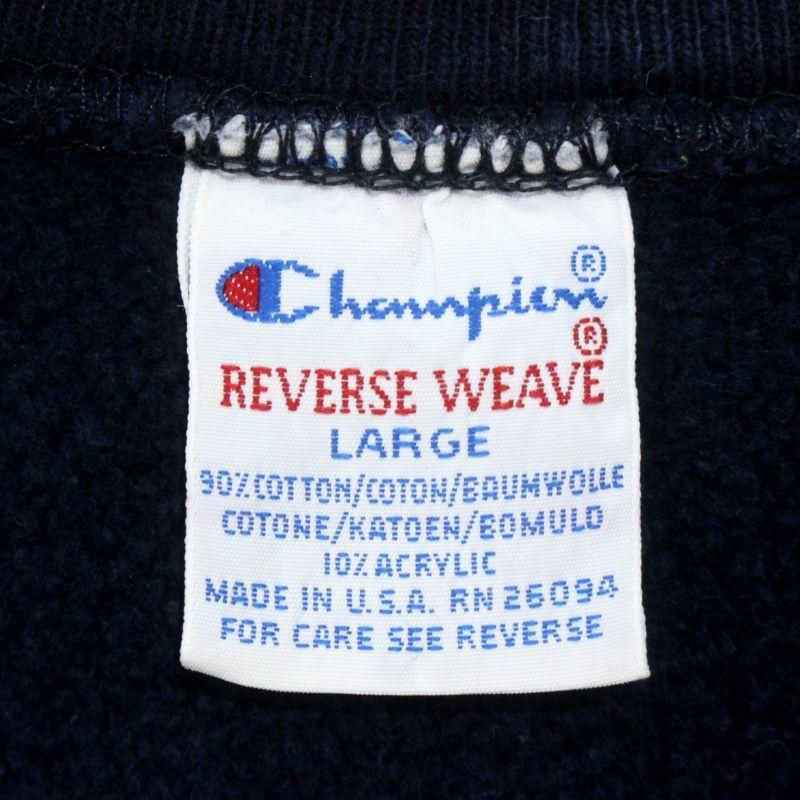 Champion®
REVERSE WEAVE®
LARGE
90% COTTON/COTON/BAUMWOLLE
COTONE/KATOEN/BOMULD
10% ACRYLIC
MADE IN U.S.A. RN 26094
FOR CARE SEE REVERSE